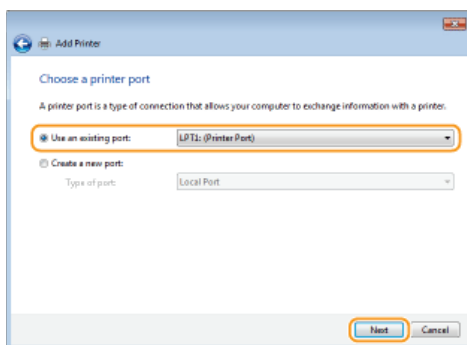 Add Printer
Choose a printer port
A printer port is a type of connection that allows your computer to exchange information with a printer.
Use an existing port: LPT1: (Printer Port)
Create a new port:
Type of port: Local Port
Next Cancel